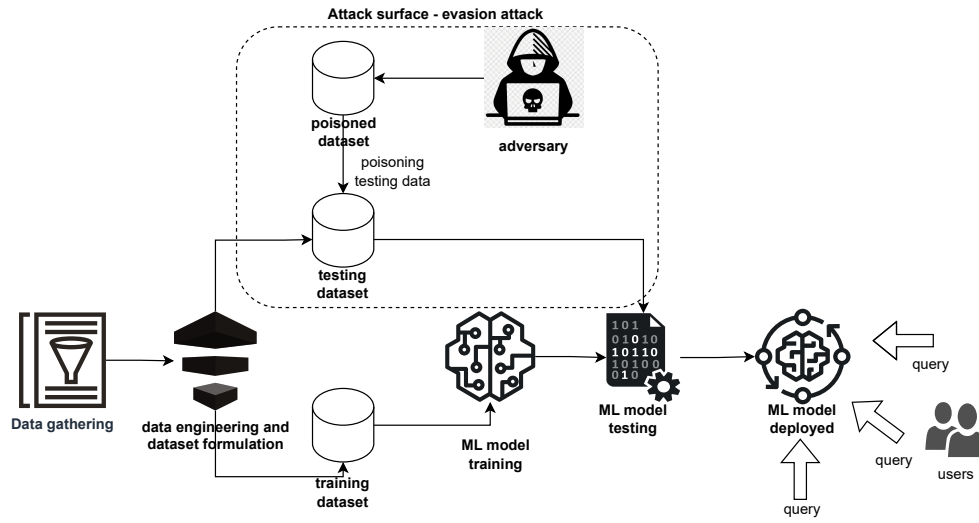 Attack surface - evasion attack
poisoned
dataset
adversary
poisoning
testing data
testing
dataset
101
01010
10110
10100
010
Data gathering
data engineering and
dataset formulation
training
dataset
ML model
training
ML model
testing
ML model
deployed
query
query
query
users